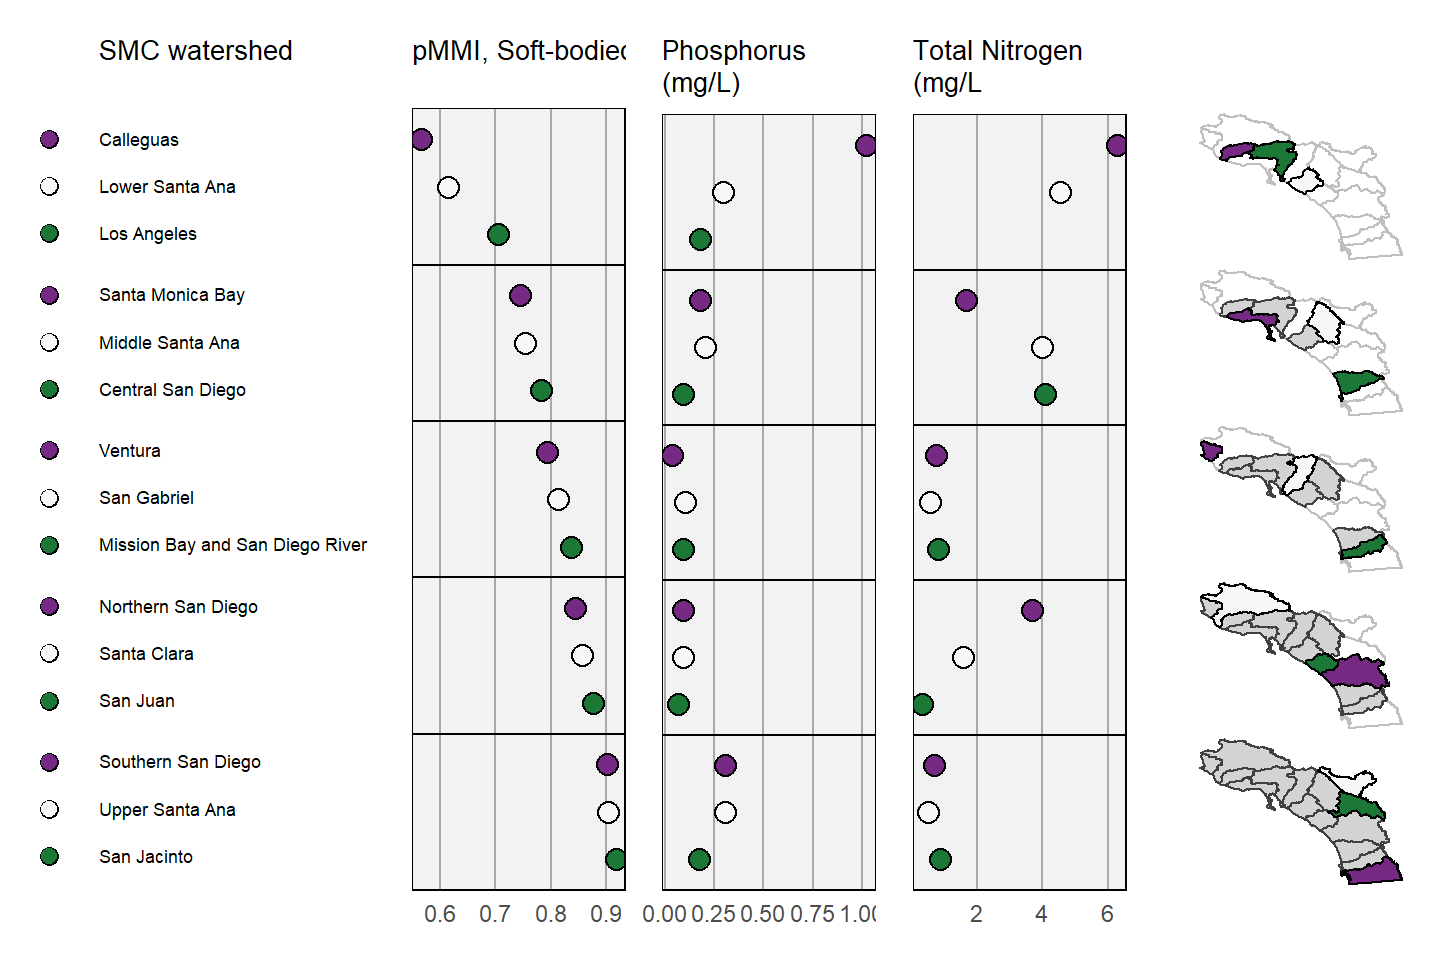 SMC watershed
pMMI, Soft-bodied
Phosphorus
(mg/L)
Total Nitrogen
(mg/L
Calleguas
Lower Santa Ana
Los Angeles
Santa Monica Bay
Middle Santa Ana
Central San Diego
Ventura
San Gabriel
Mission Bay and San Diego River
Northern San Diego
Santa Clara
San Juan
Southern San Diego
Upper Santa Ana
San Jacinto
0.6 0.7 0.8 0.9
0.00 0.25 0.50 0.75 1.00
2 4 6